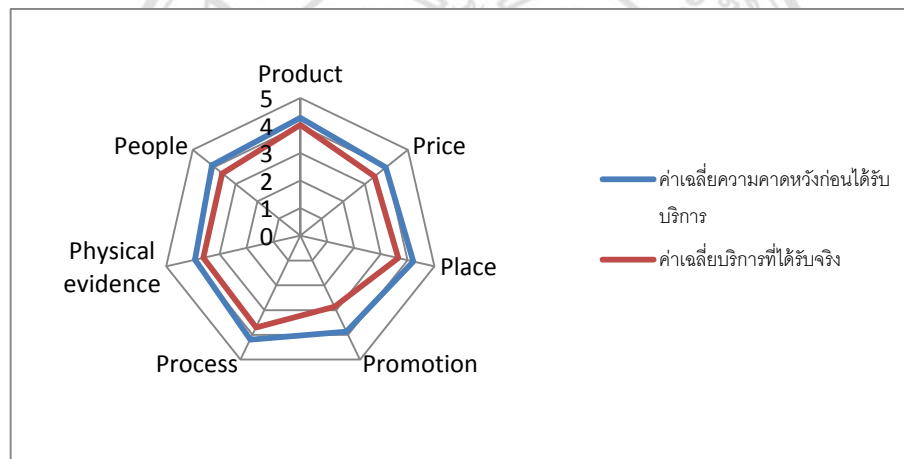 Product
5
4
3
2
1
0
Price
Place
Promotion
Process
Physical
evidence
People
ค่าเฉลี่ยความคาดหวังก่อนได้รับ
บริการ
ค่าเฉลี่ยบริการที่ได้รับจริง